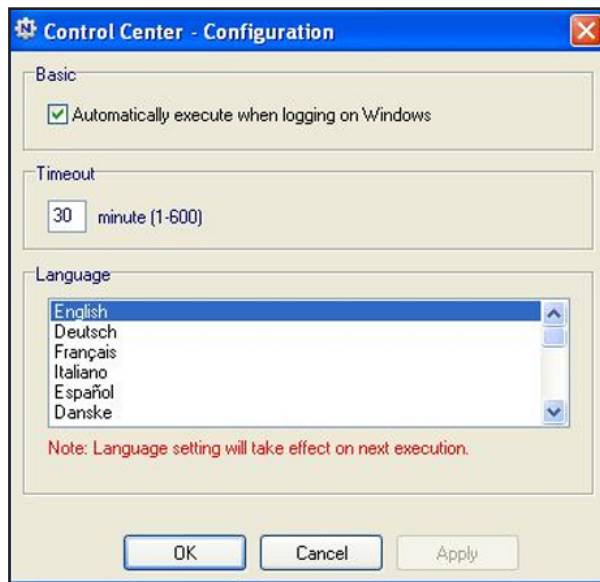 Control Center - Configuration
Basic
Automatically execute when logging on Windows
Timeout
30 minute (1-600)
Language
English
Deutsch
Français
Italiano
Español
Danske
Note: Language setting will take effect on next execution.
OK Cancel Apply